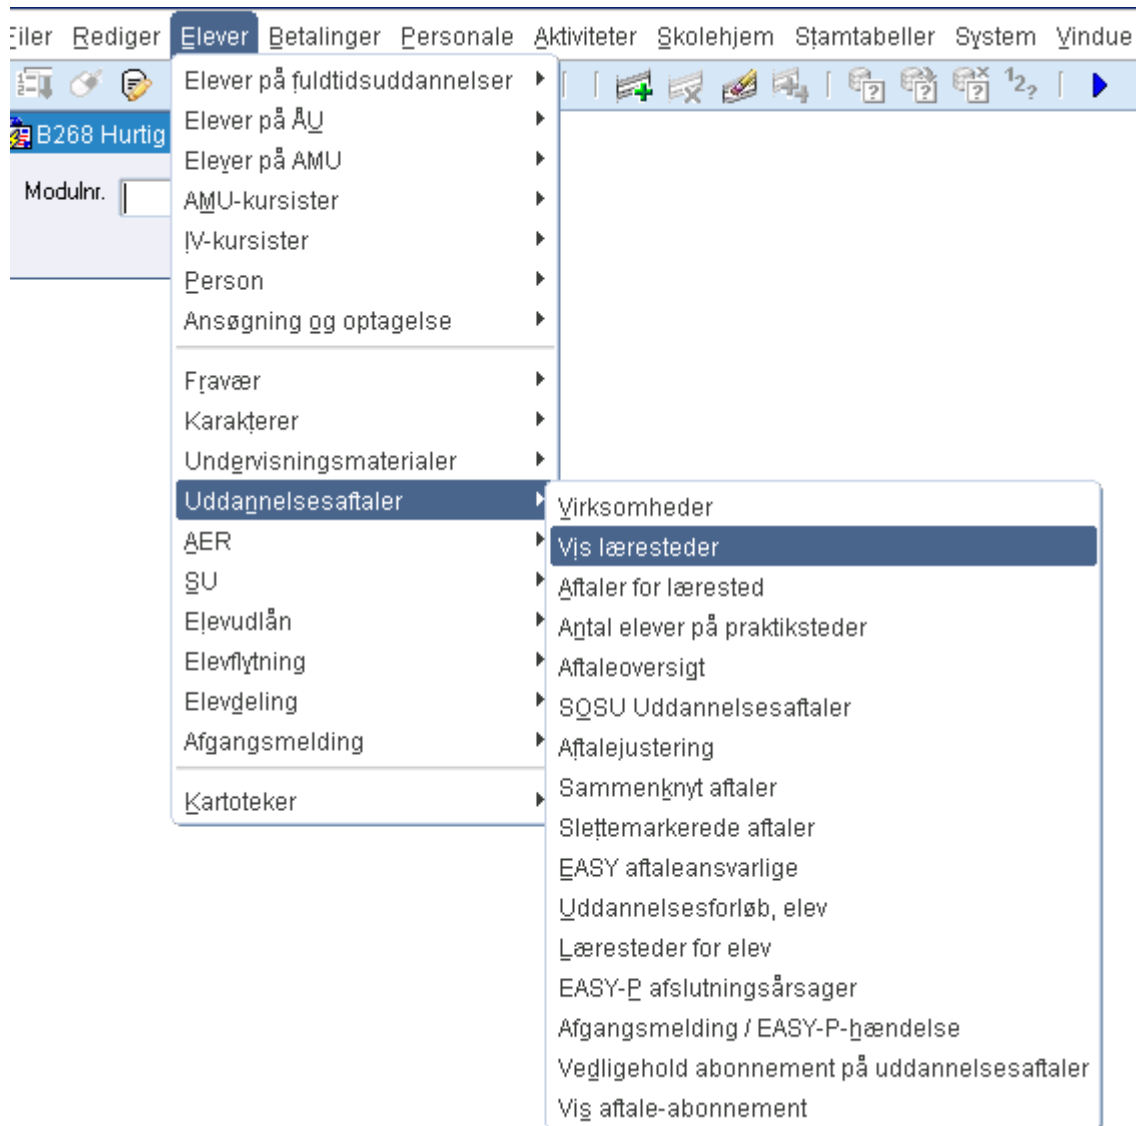 Filer Rediger Elever Betalinger Personale Aktiviteter Skolehjem Stamtabeller System Vindue
B268 Hurtig
Modulnr.
Elever på fuldtidsuddannelser
Elever på ÅU
Elever på AMU
AMU-kursister
IV-kursister
Person
Ansøgning og optagelse
Fravær
Karakterer
Undervisningsmaterialer
Uddannelsesaftaler
AER
SU
Elevudlån
Elevflytning
Elevdeling
Afgangsmelding
Kartoteker
Virksomheder
Vis læresteder
Aftaler for lærested
Antal elever på praktiksteder
Aftaleoversigt
SOSU Uddannelsesaftaler
Aftalejustering
Sammenknyt aftaler
Slettemarkerede aftaler
EASY aftaleansvarlige
Uddannelsesforløb, elev
Læresteder for elev
EASY-P afslutningsårsager
Afgangsmelding / EASY-P-hændelse
Vedligehold abonnement på uddannelsesaftaler
Vis aftale-abonnement